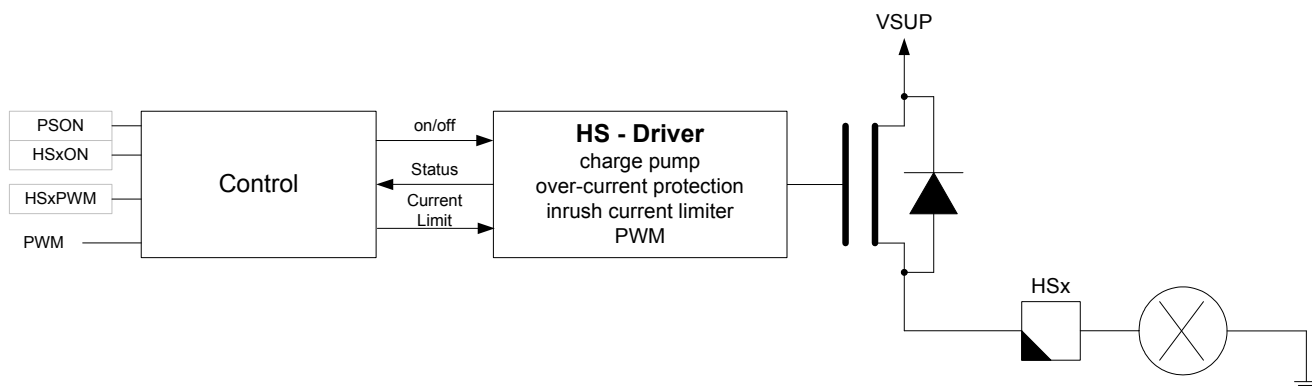 VSUP
PSON
HSxON
HSxPWM
PWM
Control
on/off
Status
Current
Limit
HS - Driver
charge pump
over-current protection
inrush current limiter
PWM
HSx